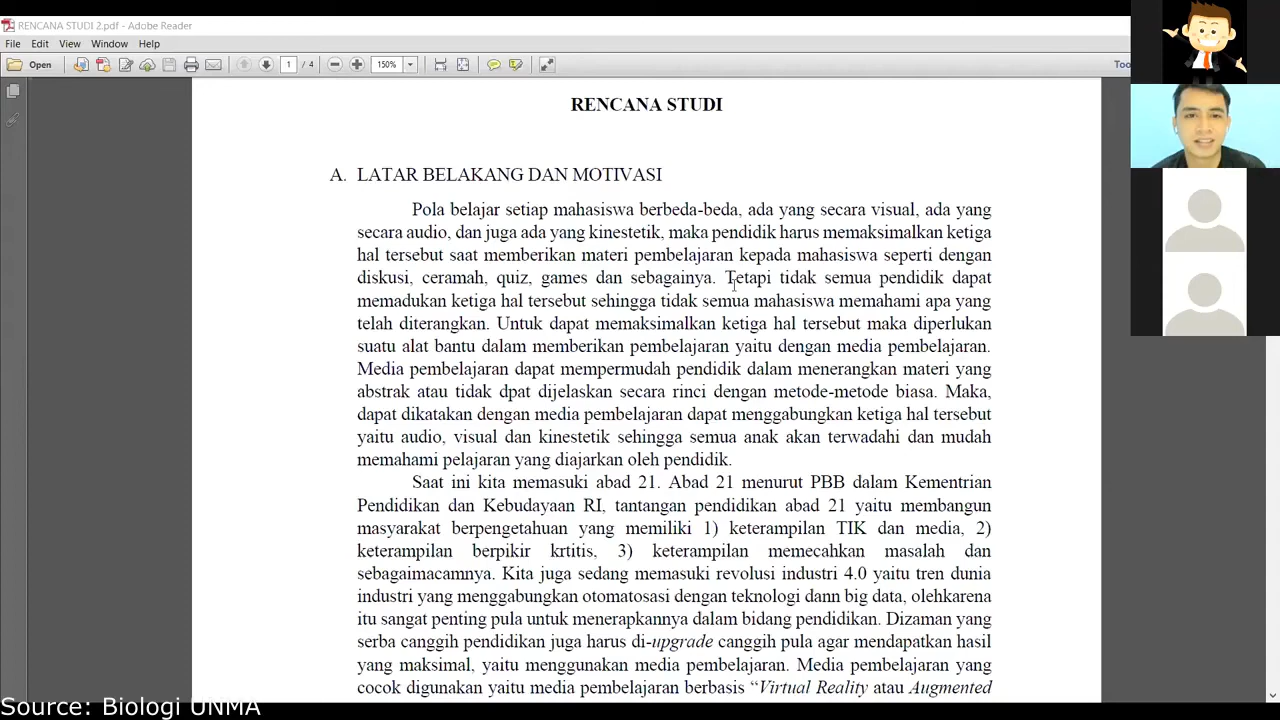 RENCANA STUDI 2.pdf - Adobe Reader
File Edit View Window Help
Open 1 / 4 150% Too
RENCANA STUDI
A. LATAR BELAKANG DAN MOTIVASI
Pola belajar setiap mahasiswa berbeda-beda, ada yang secara visual, ada yang
secara audio, dan juga ada yang kinestetik, maka pendidik harus memaksimalkan ketiga
hal tersebut saat memberikan materi pembelajaran kepada mahasiswa seperti dengan
diskusi, ceramah, quiz, games dan sebagainya. Tetapi tidak semua pendidik dapat
memadukan ketiga hal tersebut sehingga tidak semua mahasiswa memahami apa yang
telah diterangkan. Untuk dapat memaksimalkan ketiga hal tersebut maka diperlukan
suatu alat bantu dalam memberikan pembelajaran yaitu dengan media pembelajaran.
Media pembelajaran dapat mempermudah pendidik dalam menerangkan materi yang
abstrak atau tidak dpat dijelaskan secara rinci dengan metode-metode biasa. Maka,
dapat dikatakan dengan media pembelajaran dapat menggabungkan ketiga hal tersebut
yaitu audio, visual dan kinestetik sehingga semua anak akan terwadahi dan mudah
memahami pelajaran yang diajarkan oleh pendidik.
Saat ini kita memasuki abad 21. Abad 21 menurut PBB dalam Kementrian
Pendidikan dan Kebudayaan RI, tantangan pendidikan abad 21 yaitu membangun
masyarakat berpengetahuan yang memiliki 1) keterampilan TIK dan media, 2)
keterampilan berpikir krtitis, 3) keterampilan memecahkan masalah dan
sebagaimacamnya. Kita juga sedang memasuki revolusi industri 4.0 yaitu tren dunia
industri yang menggabungkan otomatosasi dengan teknologi dann big data, olehkarena
itu sangat penting pula untuk menerapkannya dalam bidang pendidikan. Dizaman yang
serba canggih pendidikan juga harus di-upgrade canggih pula agar mendapatkan hasil
yang maksimal, yaitu menggunakan media pembelajaran. Media pembelajaran yang
cocok digunakan yaitu media pembelajaran berbasis “Virtual Reality atau Augmented
Source: Biologi UNMA